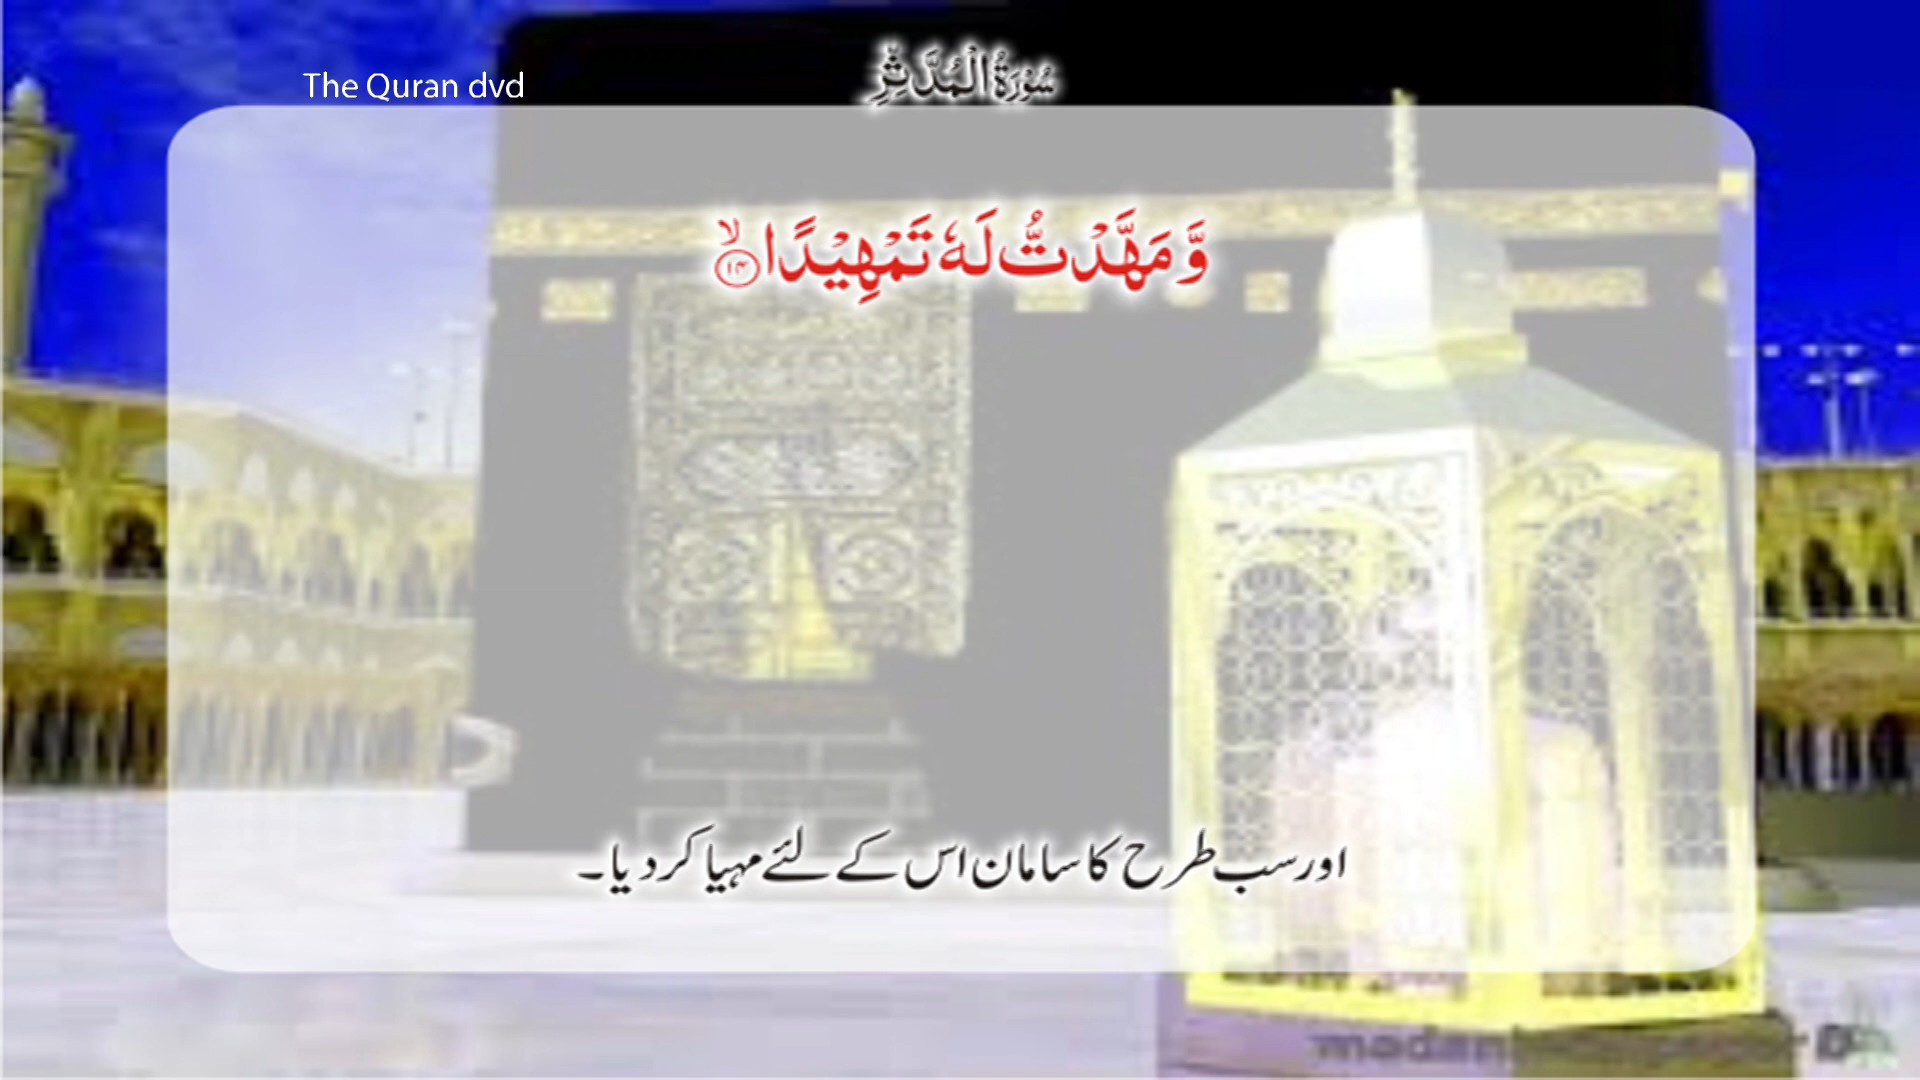 The Quran dvd
سُوْرَةُ الْمُدَّثِّرِ
وَّ مَهَّدْتُّ لَهٗ تَمْهِیْدًاۙ۝۱۴
اور سب طرح کا سامان اس کے لئے مہیا کر دیا۔